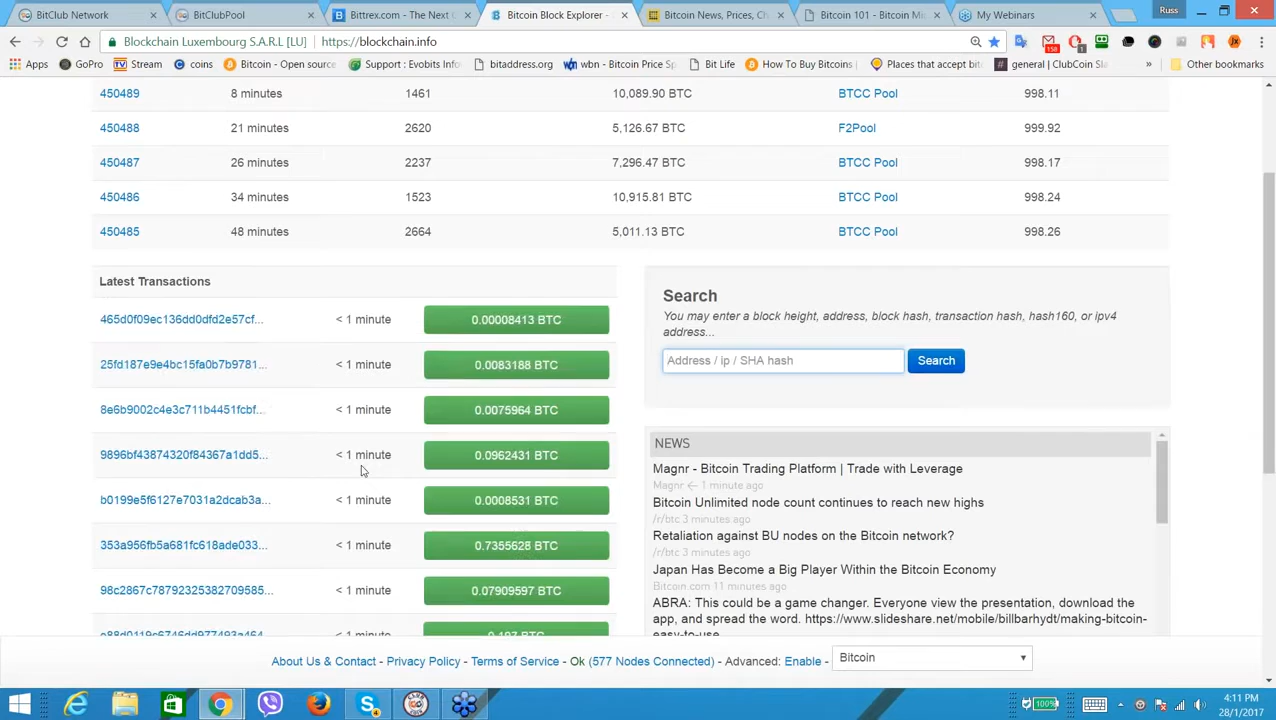 BitClub Network
BitClubPool
Bittrex.com - The Next G
Bitcoin Block Explorer -
Bitcoin News, Prices, Ch
Bitcoin 101 - Bitcoin Mi
My Webinars
Russ
Blockchain Luxembourg S.A.R.L [LU]
https://blockchain.info
158
1
Apps
GoPro
Stream
coins
Bitcoin - Open source
Support : Evobits Info
bitaddress.org
wbn - Bitcoin Price Sp
Bit Life
How To Buy Bitcoins
Places that accept bit
general | ClubCoin Sla
»
Other bookmarks
450489 8 minutes 1461 10,089.90 BTC BTCC Pool 998.11
450488 21 minutes 2620 5,126.67 BTC F2Pool 999.92
450487 26 minutes 2237 7,296.47 BTC BTCC Pool 998.17
450486 34 minutes 1523 10,915.81 BTC BTCC Pool 998.24
450485 48 minutes 2664 5,011.13 BTC BTCC Pool 998.26
Latest Transactions
465d0f09ec136dd0dfd2e57cf... < 1 minute 0.00008413 BTC
25fd187e9e4bc15fa0b7b9781... < 1 minute 0.0083188 BTC
8e6b9002c4e3c711b4451fcbf... < 1 minute 0.0075964 BTC
9896bf43874320f84367a1dd5... < 1 minute 0.0962431 BTC
b0199e5f6127e7031a2dcab3a... < 1 minute 0.0008531 BTC
353a956fb5a681fc618ade033... < 1 minute 0.7355628 BTC
98c2867c78792325382709585... < 1 minute 0.07909597 BTC
Search
You may enter a block height, address, block hash, transaction hash, hash160, or ipv4
address...
Address / ip / SHA hash
Search
NEWS
Magnr - Bitcoin Trading Platform | Trade with Leverage
Magnr ← 1 minute ago
Bitcoin Unlimited node count continues to reach new highs
/r/btc 3 minutes ago
Retaliation against BU nodes on the Bitcoin network?
/r/btc 3 minutes ago
Japan Has Become a Big Player Within the Bitcoin Economy
Bitcoin.com 11 minutes ago
ABRA: This could be a game changer. Everyone view the presentation, download the
app, and spread the word. https://www.slideshare.net/mobile/billbarhydt/making-bitcoin-
easy-to-use
About Us & Contact - Privacy Policy - Terms of Service - Ok (577 Nodes Connected) - Advanced: Enable -
Bitcoin
100%
4:11 PM
28/1/2017